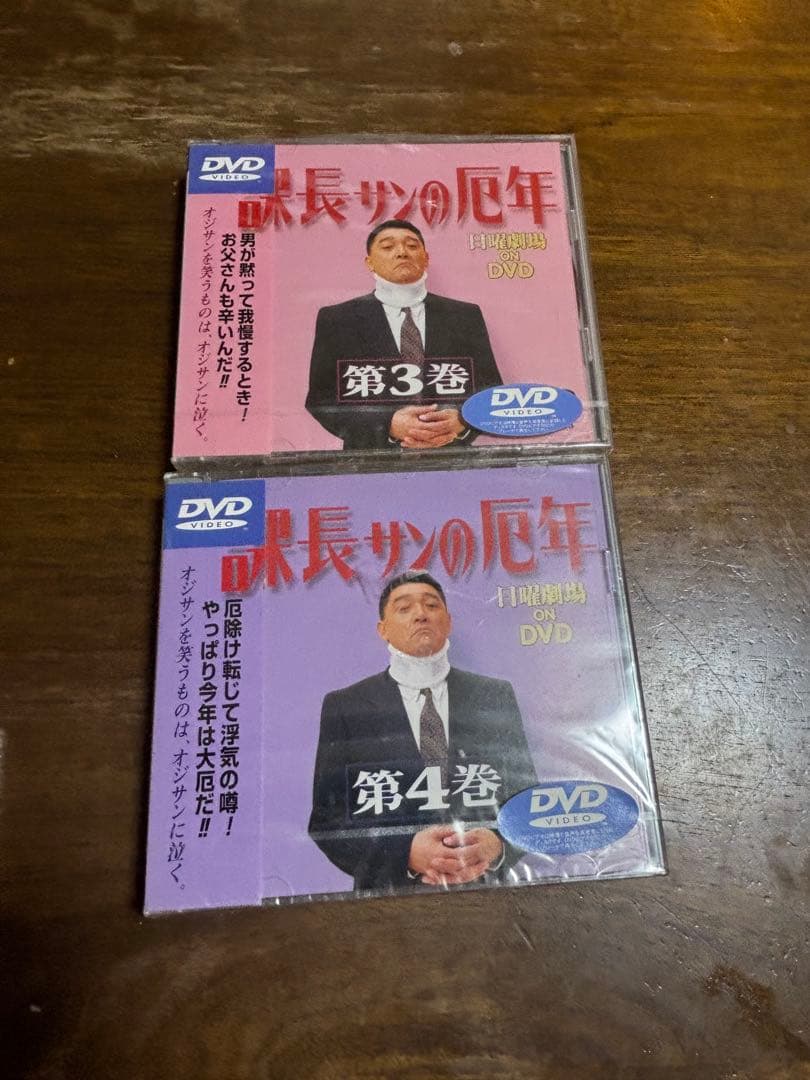 DVD
VIDEO
課長サンの厄年
日曜劇場
ON
DVD
男が黙って我慢するとき!
お父さんも辛いんだ!!
オジサンを笑うものは、オジサンに泣く。
第3巻
DVD
VIDEO
DVD
VIDEO
課長サンの厄年
日曜劇場
ON
DVD
厄除け転じて浮気の噂!
やっぱり今年は大厄だ!!
オジサンを笑うものは、オジサンに泣く。
第4巻
DVD
VIDEO